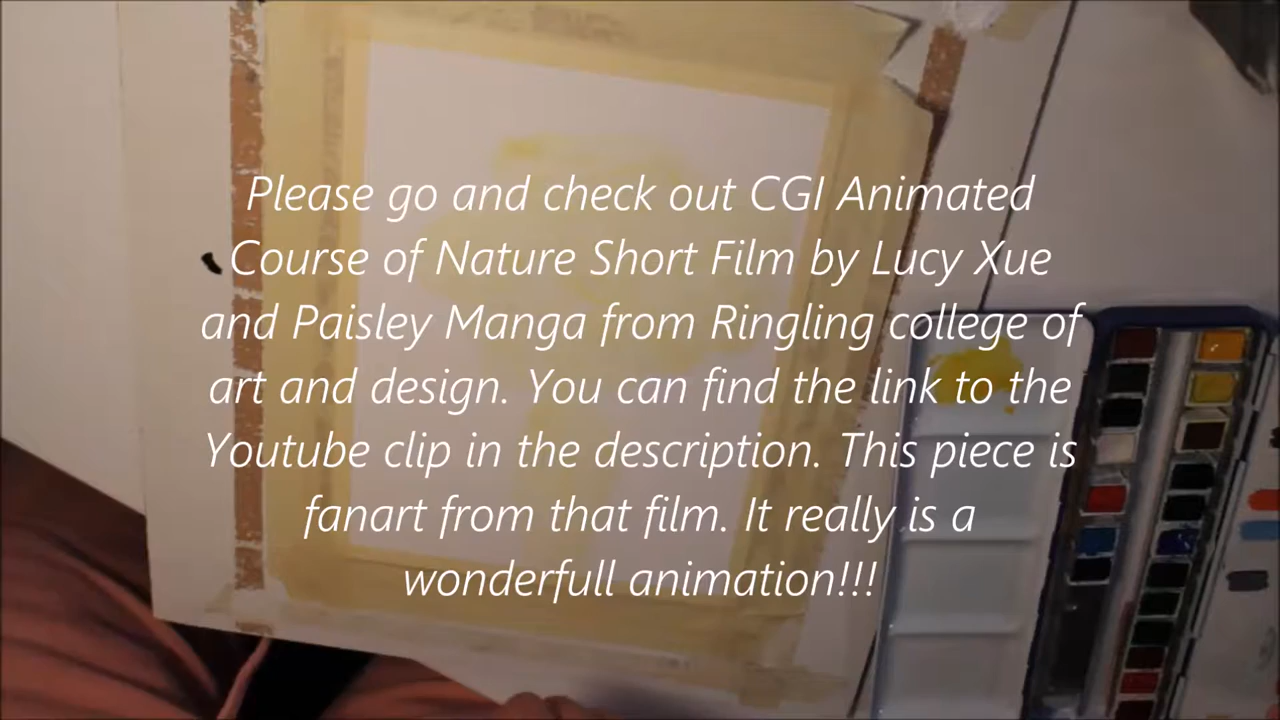 Please go and check out CGI Animated
Course of Nature Short Film by Lucy Xue
and Paisley Manga from Ringling college of
art and design. You can find the link to the
Youtube clip in the description. This piece is
fanart from that film. It really is a
wonderfull animation!!!